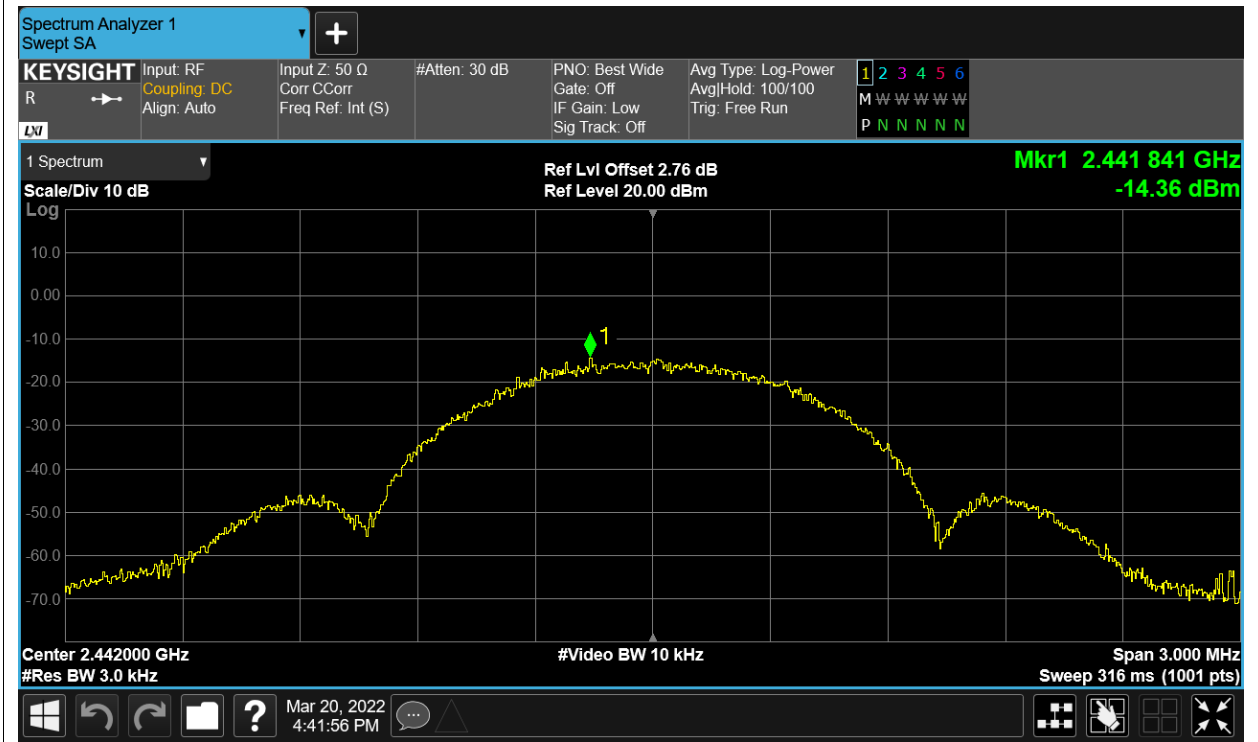 Spectrum Analyzer 1
Swept SA
KEYSIGHT
R
LXI
Input: RF
Coupling: DC
Align: Auto
Input Z: 50 Ω
Corr CCorr
Freq Ref: Int (S)
#Atten: 30 dB
PNO: Best Wide
Gate: Off
IF Gain: Low
Sig Track: Off
Avg Type: Log-Power
Avg|Hold: 100/100
Trig: Free Run
1 2 3 4 5 6
M W W W W W
P N N N N N
1 Spectrum
Scale/Div 10 dB
Log
Ref Lvl Offset 2.76 dB
Ref Level 20.00 dBm
Mkr1 2.441 841 GHz
-14.36 dBm
10.0
0.00
-10.0
-20.0
-30.0
-40.0
-50.0
-60.0
-70.0
1
Center 2.442000 GHz
#Res BW 3.0 kHz
#Video BW 10 kHz
Span 3.000 MHz
Sweep 316 ms (1001 pts)
?
Mar 20, 2022
4:41:56 PM